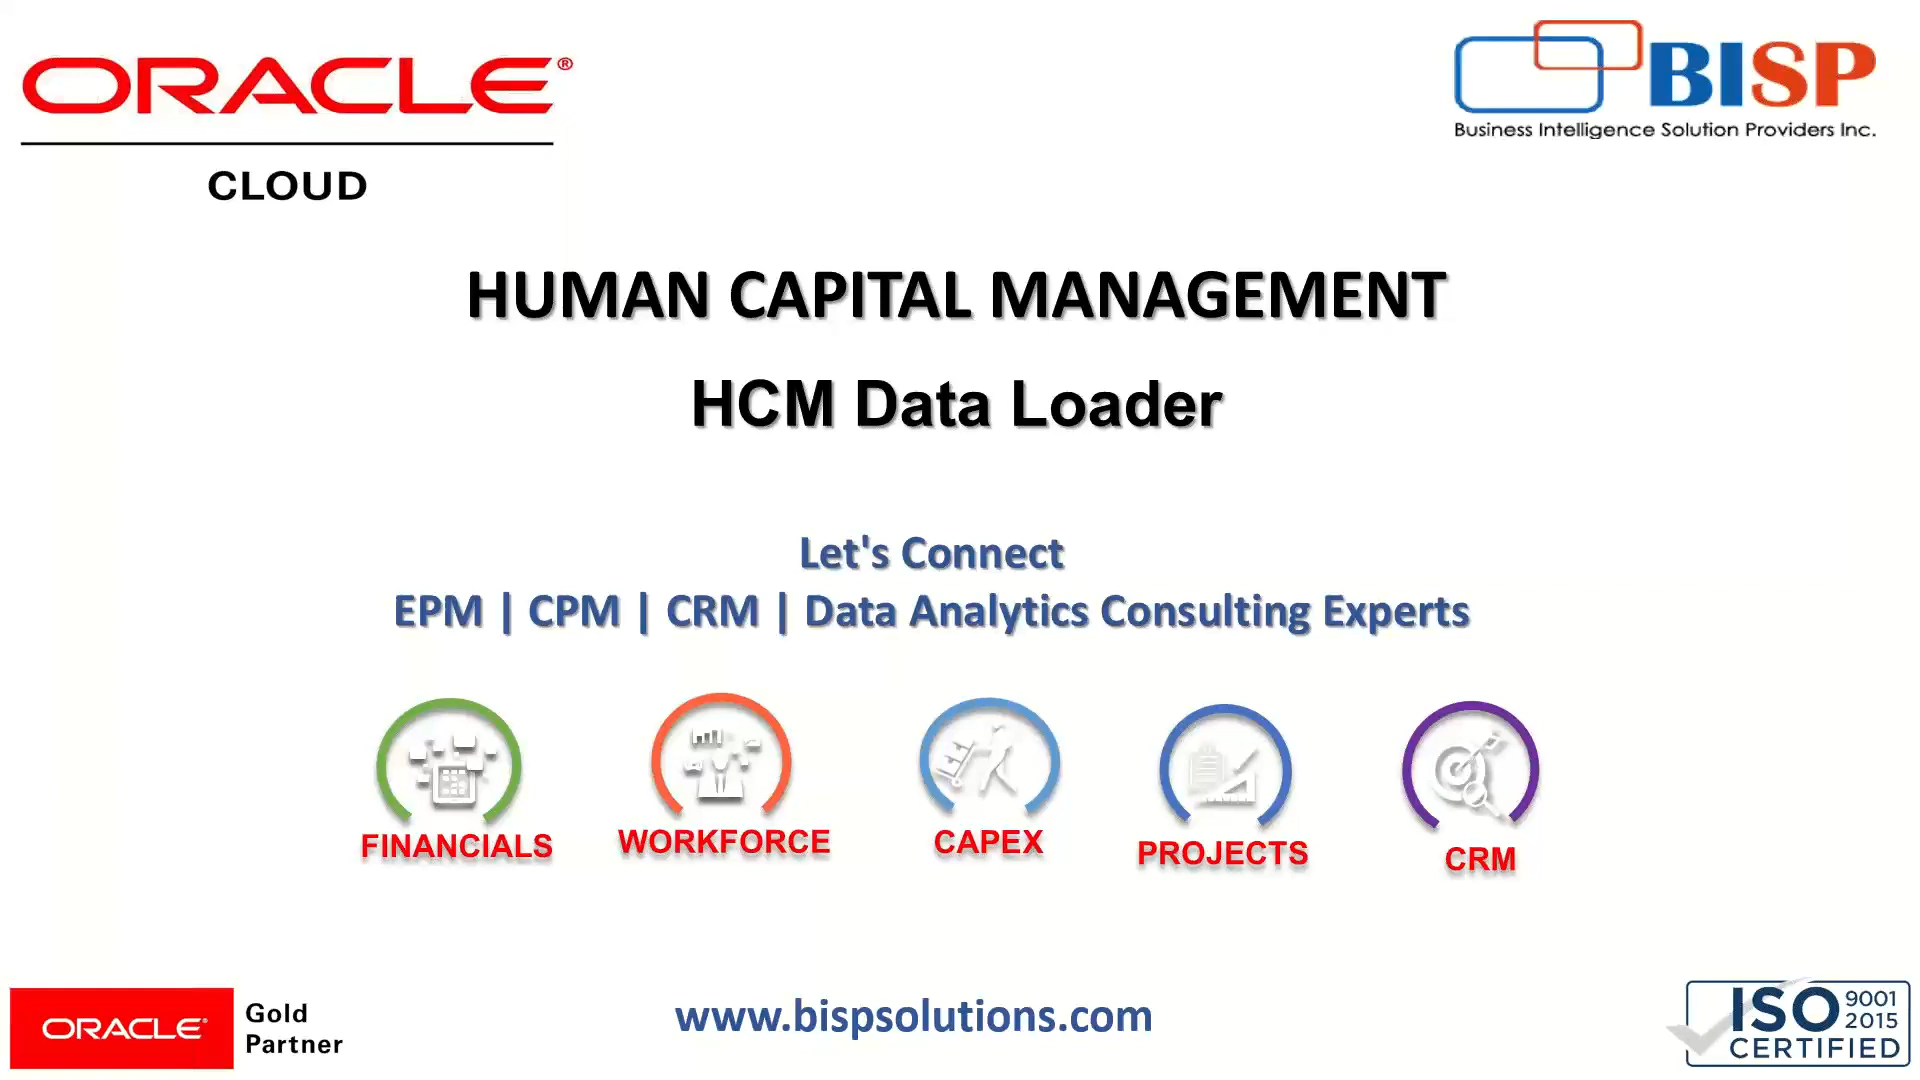 ORACLE®
CLOUD
BISP
Business Intelligence Solution Providers Inc.
HUMAN CAPITAL MANAGEMENT
HCM Data Loader
Let's Connect
EPM | CPM | CRM | Data Analytics Consulting Experts
FINANCIALS
WORKFORCE
CAPEX
PROJECTS
CRM
ORACLE®
Gold
Partner
www.bispsolutions.com
ISO 9001
2015
CERTIFIED